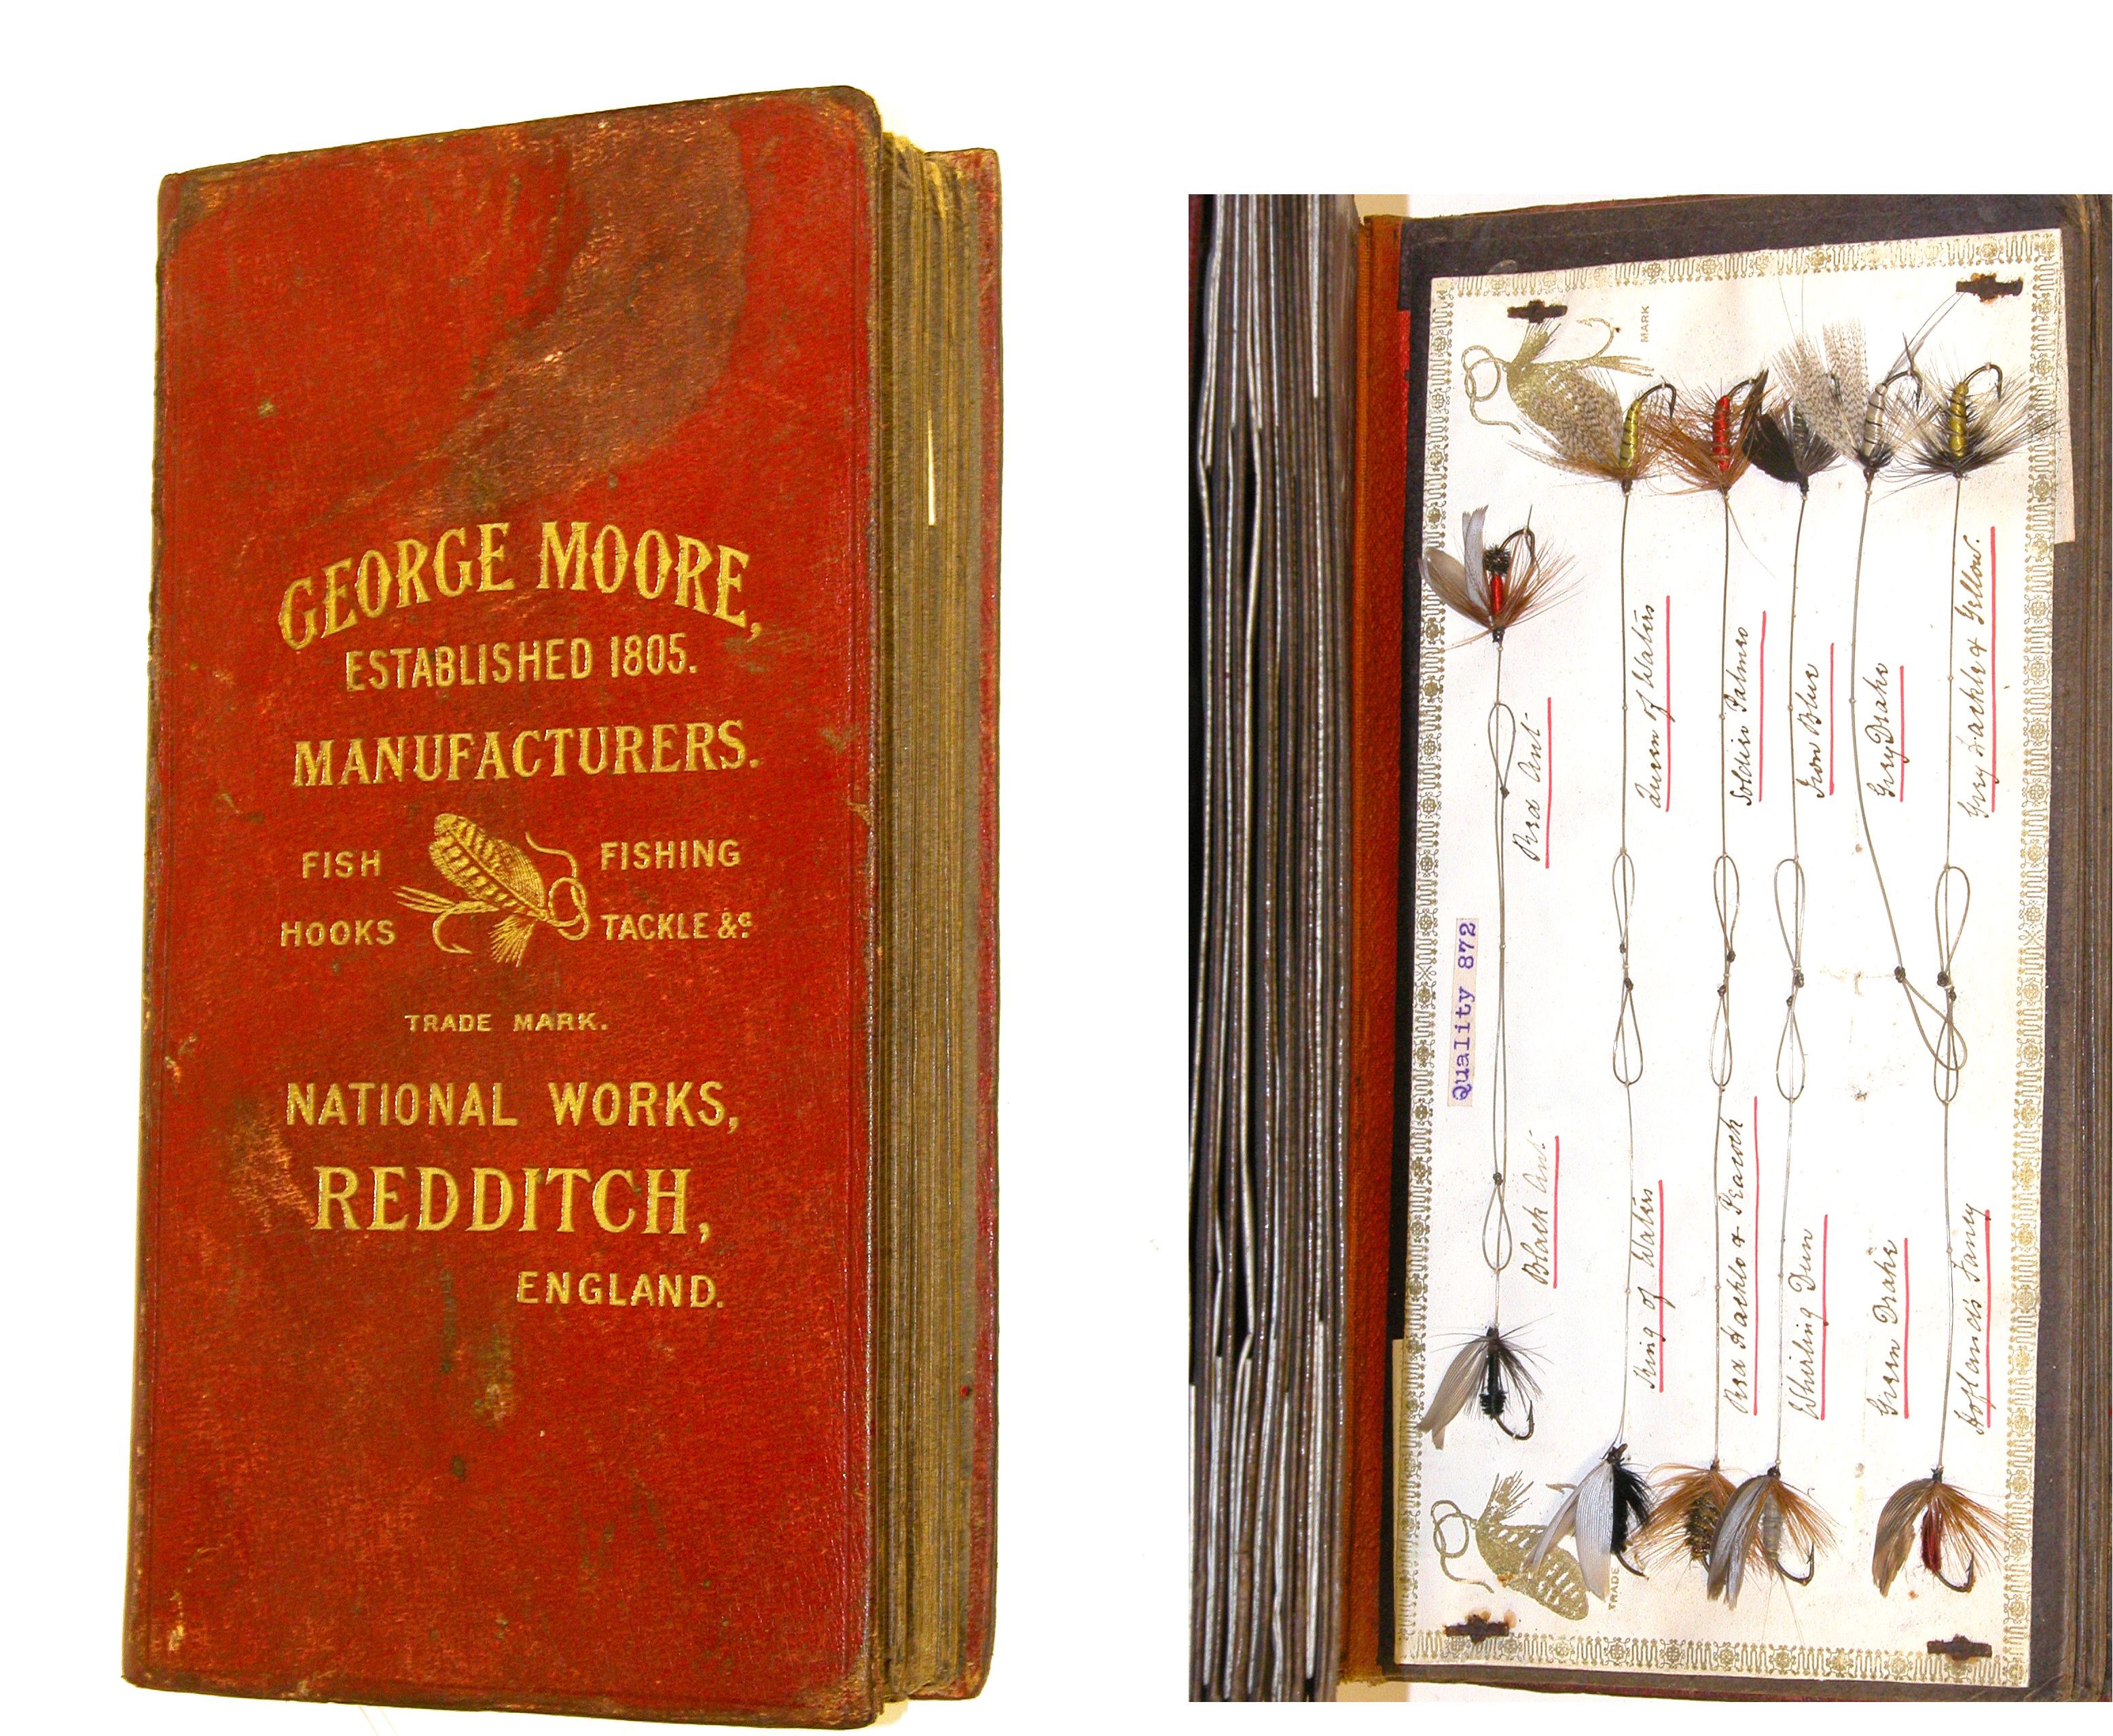 GEORGE MOORE,
ESTABLISHED 1805.
MANUFACTURERS.
FISH FISHING
HOOKS TACKLE &c.
TRADE MARK.
NATIONAL WORKS,
REDDITCH,
ENGLAND.
TRADE MARK
Quality 872
Black Ant
Red Ant
King of Waters
Queen of Waters
Red Hackle & Peacock
Soldier Palmer
Whirling Dun
Iron Blue
Green Drake
Grey Drake
Hoflands Fancy
Grey Hackle & Yellow.